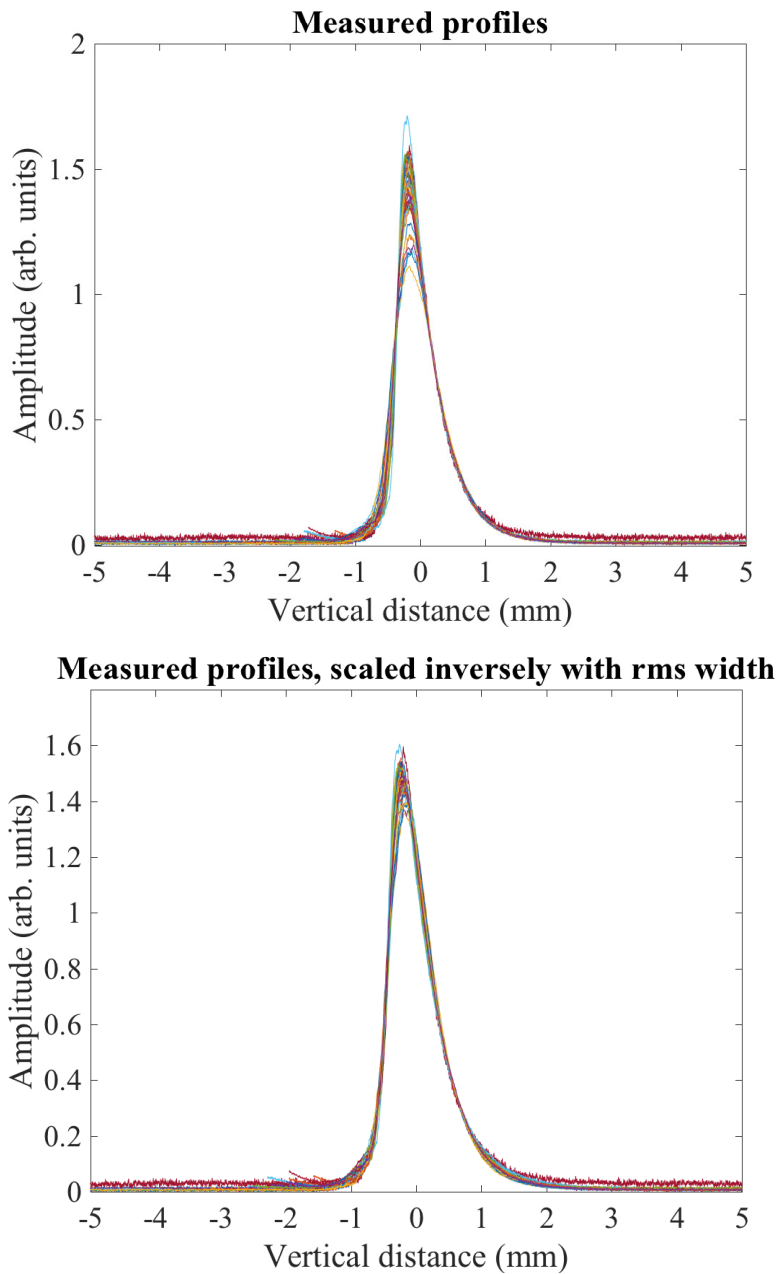 Measured profiles
2
1.5
1
0.5
0
Amplitude (arb. units)
-5 -4 -3 -2 -1 0 1 2 3 4 5
Vertical distance (mm)
Measured profiles, scaled inversely with rms width
1.6
1.4
1.2
1
0.8
0.6
0.4
0.2
0
Amplitude (arb. units)
-5 -4 -3 -2 -1 0 1 2 3 4 5
Vertical distance (mm)